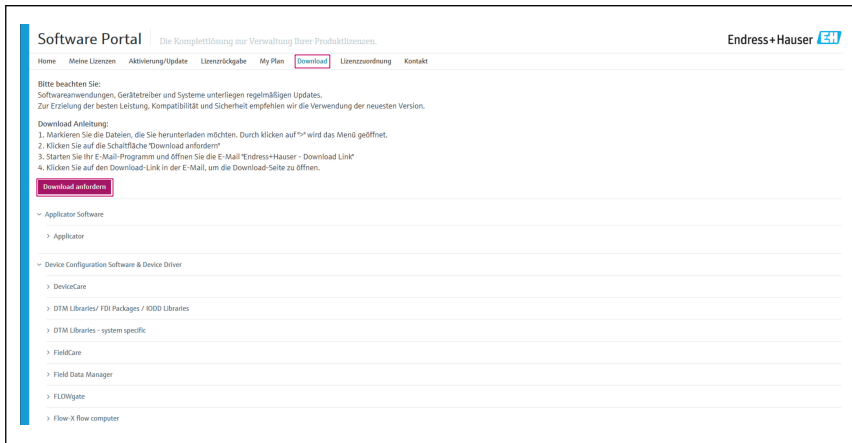 Software Portal Die Komplettlösung zur Verwaltung Ihrer Produktlizenzen. Endress+Hauser EH
Home Meine Lizenzen Aktivierung/Update Lizenzrückgabe My Plan Download Lizenzzuordnung Kontakt
Bitte beachten Sie:
Softwareanwendungen, Gerätetreiber und Systeme unterliegen regelmäßigen Updates.
Zur Erzielung der besten Leistung, Kompatibilität und Sicherheit empfehlen wir die Verwendung der neuesten Version.
Download Anleitung:
1. Markieren Sie die Dateien, die Sie herunterladen möchten. Durch klicken auf ">" wird das Menü geöffnet.
2. Klicken Sie auf die Schaltfläche "Download anfordern"
3. Starten Sie Ihr E-Mail-Programm und öffnen Sie die E-Mail "Endress+Hauser - Download Link"
4. Klicken Sie auf den Download-Link in der E-Mail, um die Download-Seite zu öffnen.
Download anfordern
Applicator Software
> Applicator
Device Configuration Software & Device Driver
> DeviceCare
> DTM Libraries/ FDI Packages / IODD Libraries
> DTM Libraries - system specific
> FieldCare
> Field Data Manager
> FLOWgate
> Flow-X flow computer